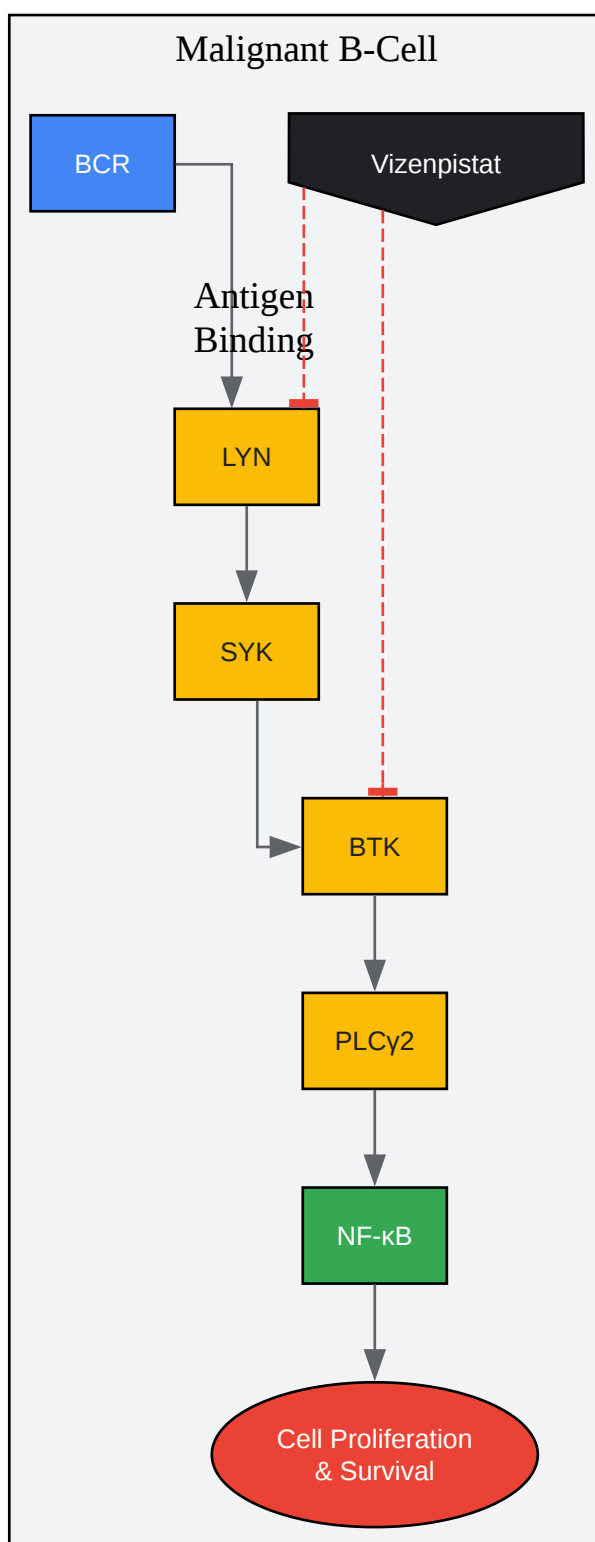 Malignant B-Cell
BCR
Vizenpistat
Antigen
Binding
LYN
SYK
BTK
PLCγ2
NF-κB
Cell Proliferation
& Survival